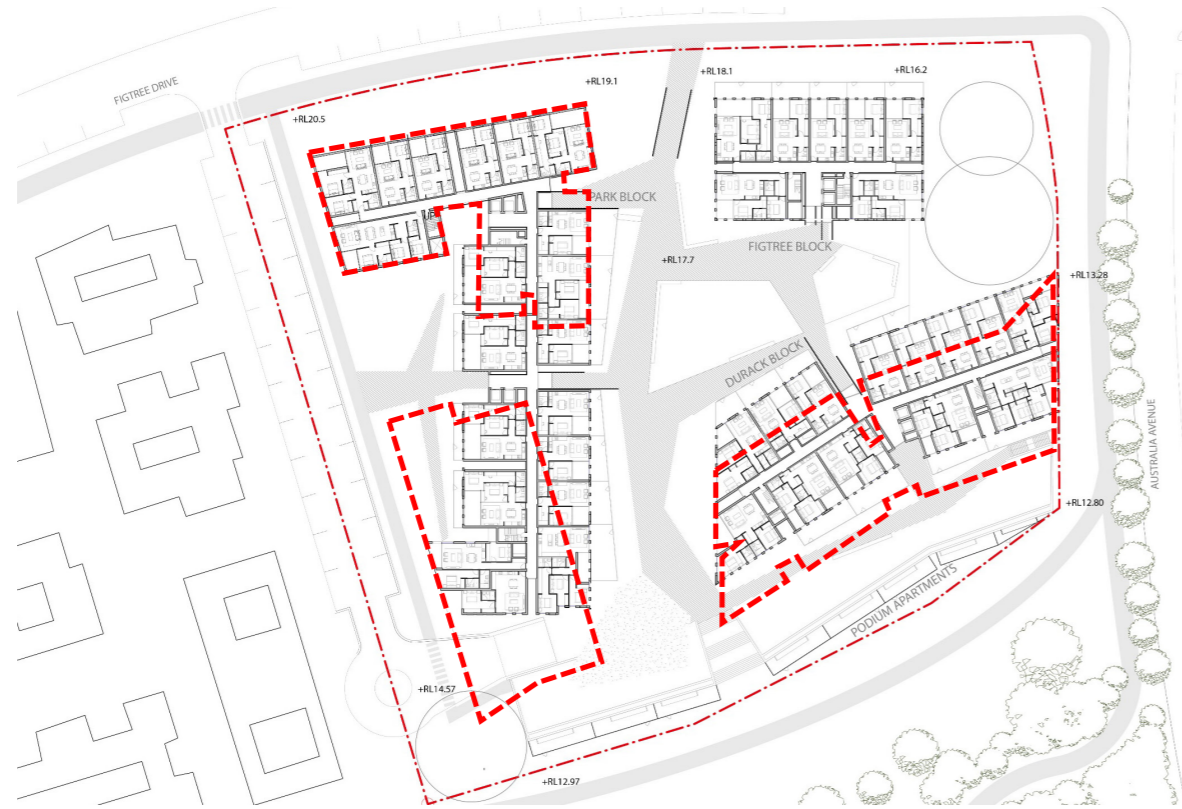 FIGTREE DRIVE
+RL20.5
+RL19.1
+RL18.1
+RL16.2
PARK BLOCK
UP
FIGTREE BLOCK
+RL17.7
+RL13.28
DURACK BLOCK
AUSTRALIA AVENUE
+RL12.80
PODIUM APARTMENTS
+RL14.57
+RL12.97